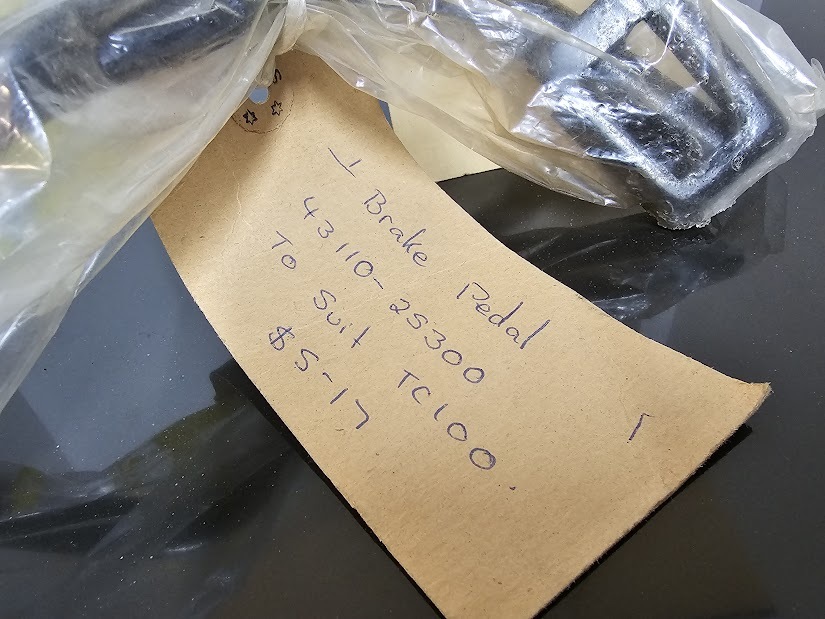 1 Brake Pedal
43110-25300
To Suit TC100.
$5-17